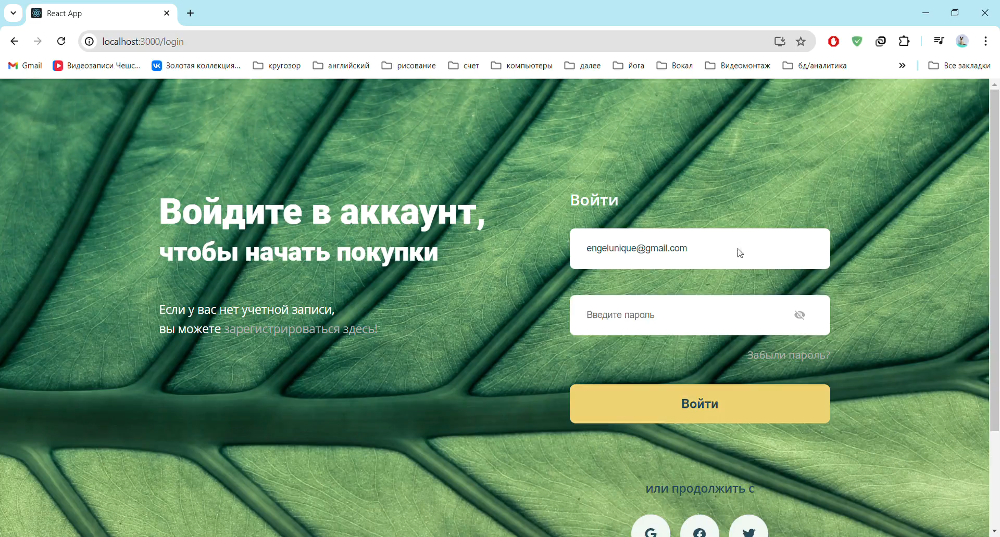 React App
localhost:3000/login
Gmail
Видеозаписи Чешс...
Золотая коллекция...
кругозор
английский
рисование
счет
компьютеры
далее
йога
Вокал
Видеомонтаж
бд/аналитика
Все закладки
Войдите в аккаунт,
чтобы начать покупки
Если у вас нет учетной записи,
вы можете зарегистрироваться здесь!
Войти
engelunique@gmail.com
Введите пароль
Забыли пароль?
Войти
или продолжить с